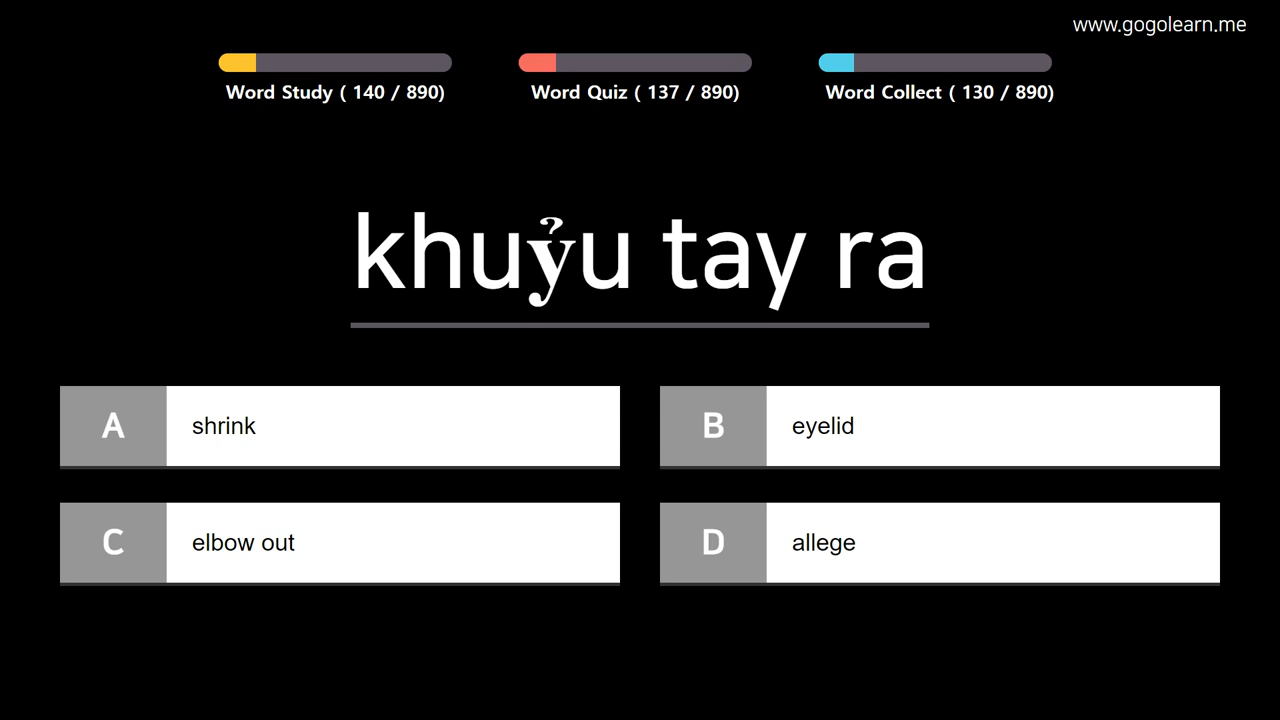 www.gogolearn.me
Word Study ( 140 / 890)
Word Quiz ( 137 / 890)
Word Collect ( 130 / 890)
khuỷu tay ra
A shrink
B eyelid
C elbow out
D allege